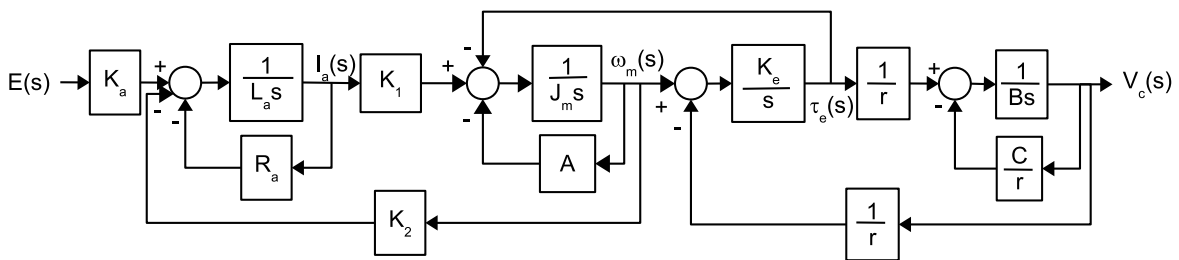 E(s)
K_a
+
-
-
1
L_a s
I_a(s)
K_1
R_a
K_2
-
+
-
1
J_m s
ω_m(s)
A
+
-
K_e
s
τ_e(s)
1
r
+
-
1
Bs
V_c(s)
C
r
1
r